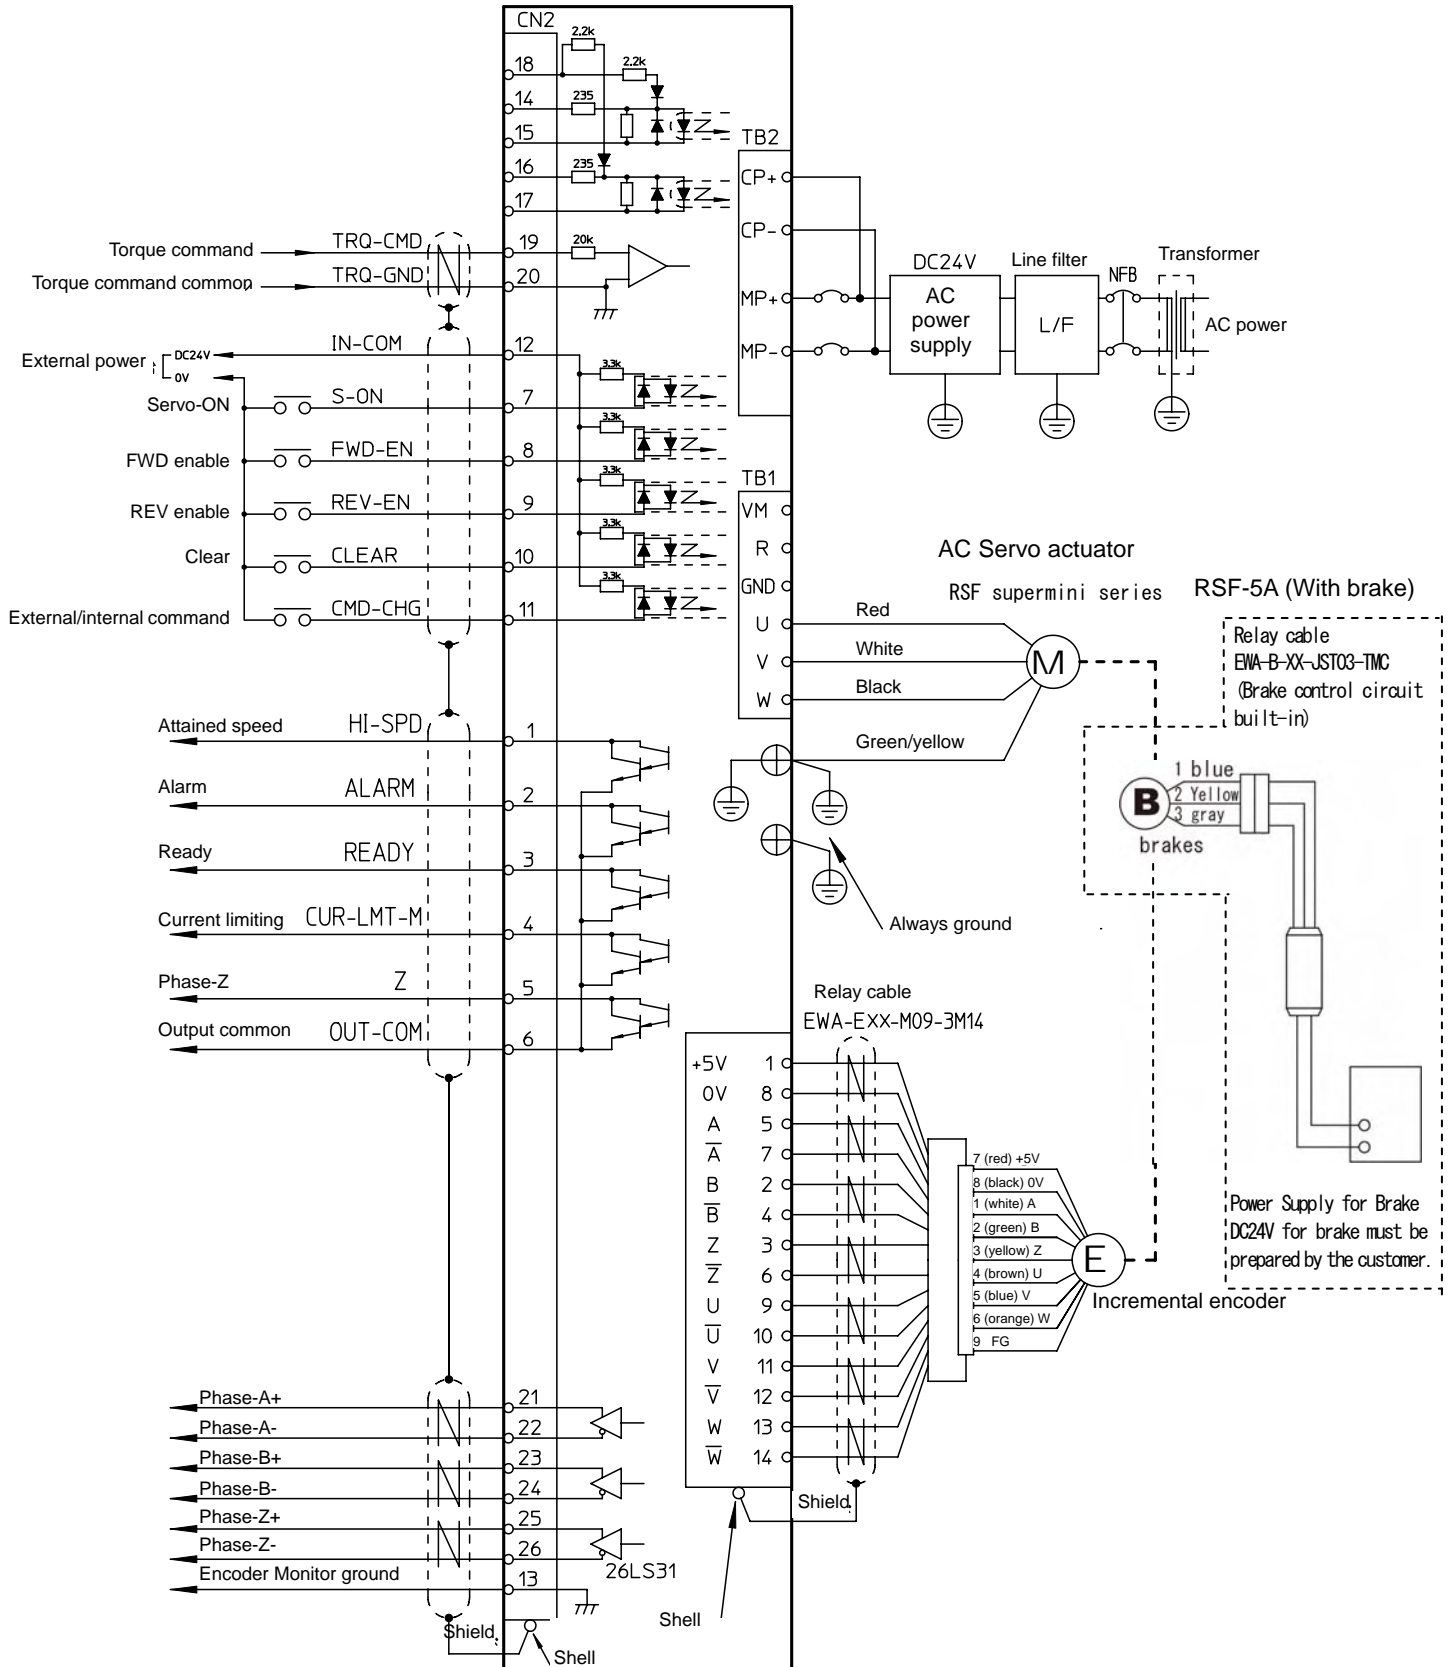 CN2
2.2k
18
2.2k
14
235
15
16
235
17
Torque command
TRQ-CMD
19
20k
Torque command common
TRQ-GND
20
External power
DC24V
0V
IN-COM
12
3.3k
Servo-ON
S-ON
7
3.3k
FWD enable
FWD-EN
8
3.3k
REV enable
REV-EN
9
3.3k
Clear
CLEAR
10
3.3k
External/internal command
CMD-CHG
11
TB2
CP+
CP-
MP+
MP-
DC24V
AC
power
supply
Line filter
L/F
NFB
Transformer
AC power
TB1
VM
R
GND
U
V
W
Red
White
Black
Green/yellow
AC Servo actuator
RSF supermini series
M
RSF-5A (With brake)
Relay cable
EWA-B-XX-JST03-TMC
(Brake control circuit
built-in)
1 blue
2 Yellow
3 gray
B
brakes
Power Supply for Brake
DC24V for brake must be
prepared by the customer.
Attained speed
HI-SPD
1
Alarm
ALARM
2
Ready
READY
3
Current limiting
CUR-LMT-M
4
Phase-Z
Z
5
Output common
OUT-COM
6
Always ground
Relay cable
EWA-EXX-M09-3M14
+5V 1
0V 8
A 5
A̅ 7
B 2
B̅ 4
Z 3
Z̅ 6
U 9
U̅ 10
V 11
V̅ 12
W 13
W̅ 14
7 (red) +5V
8 (black) 0V
1 (white) A
2 (green) B
3 (yellow) Z
4 (brown) U
5 (blue) V
6 (orange) W
9 FG
E
Incremental encoder
Shield
Shell
Phase-A+
21
Phase-A-
22
Phase-B+
23
Phase-B-
24
Phase-Z+
25
Phase-Z-
26
26LS31
Encoder Monitor ground
13
Shield
Shell